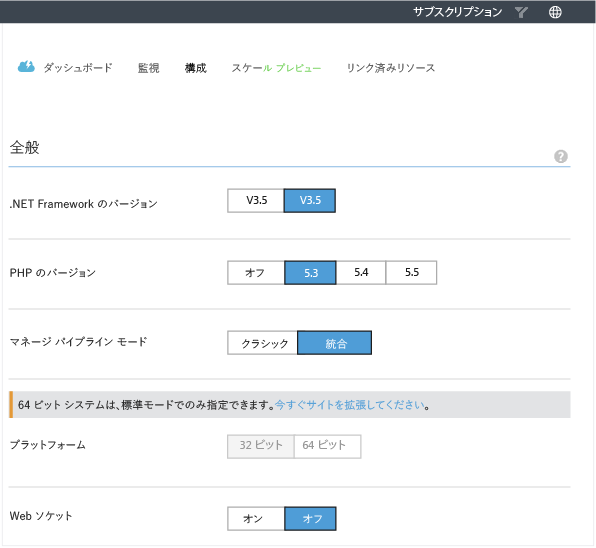 サブスクリプション
ダッシュボード 監視 構成 スケール プレビュー リンク済みリソース
全般 ?
.NET Framework のバージョン V3.5 V3.5
PHP のバージョン オフ 5.3 5.4 5.5
マネージ パイプライン モード クラシック 統合
64 ビット システムは、標準モードでのみ指定できます。今すぐサイトを拡張してください。
プラットフォーム 32 ビット 64 ビット
Web ソケット オン オフ